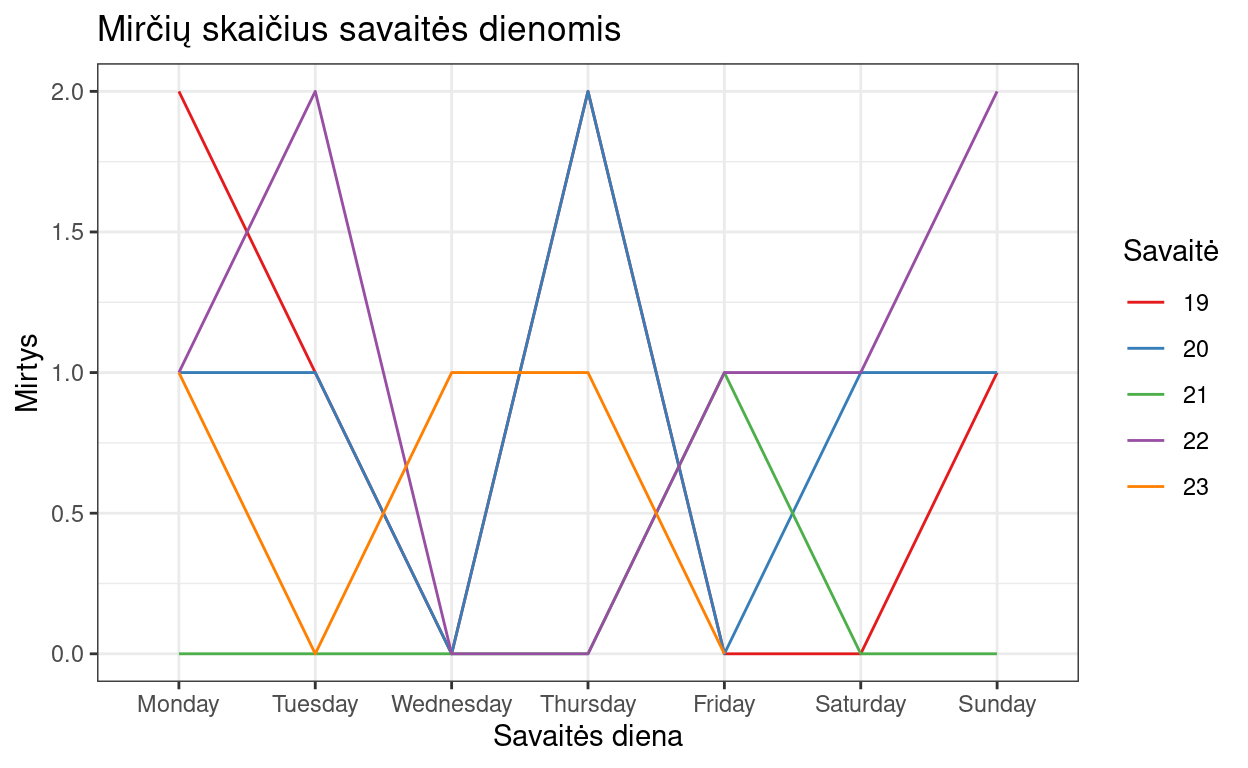 Mirčių skaičius savaitės dienomis
2.0
1.5
1.0
0.5
0.0
Mirtys
Monday Tuesday Wednesday Thursday Friday Saturday Sunday
Savaitės diena
Savaitė
19
20
21
22
23